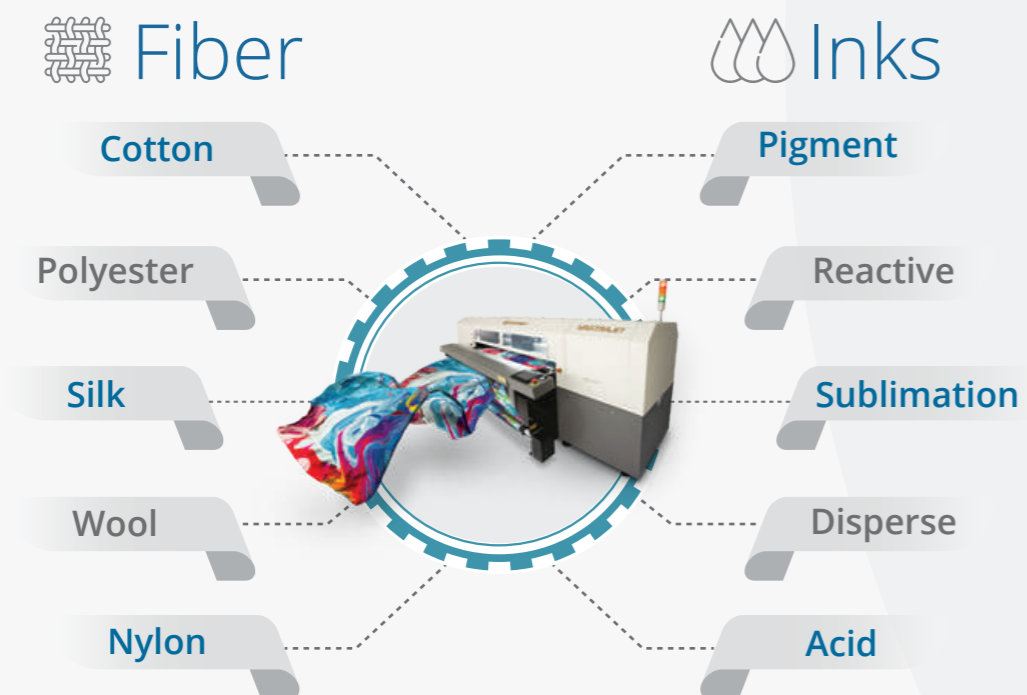 Fiber
Inks
Cotton
Pigment
Polyester
Reactive
Silk
Sublimation
Wool
Disperse
Nylon
Acid